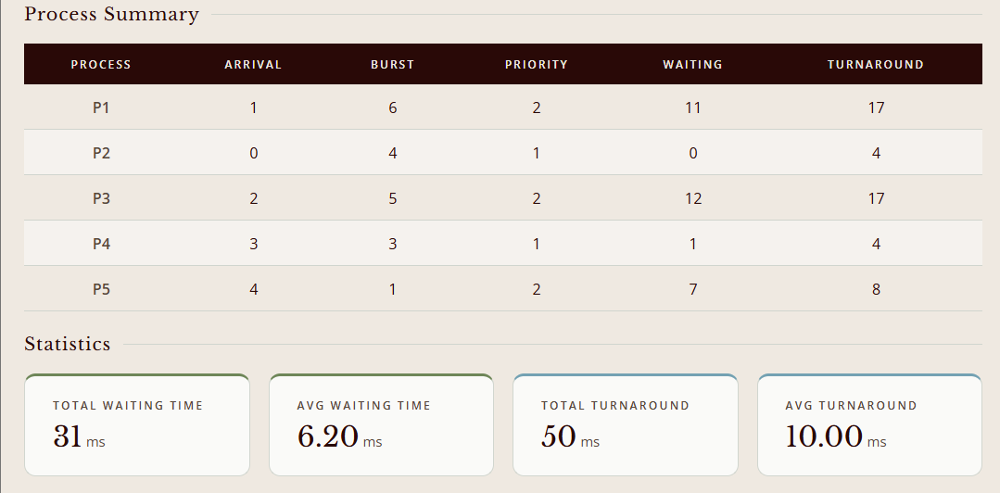 Process Summary
PROCESS ARRIVAL BURST PRIORITY WAITING TURNAROUND
P1 1 6 2 11 17
P2 0 4 1 0 4
P3 2 5 2 12 17
P4 3 3 1 1 4
P5 4 1 2 7 8
Statistics
TOTAL WAITING TIME AVG WAITING TIME TOTAL TURNAROUND AVG TURNAROUND
31 ms 6.20 ms 50 ms 10.00 ms